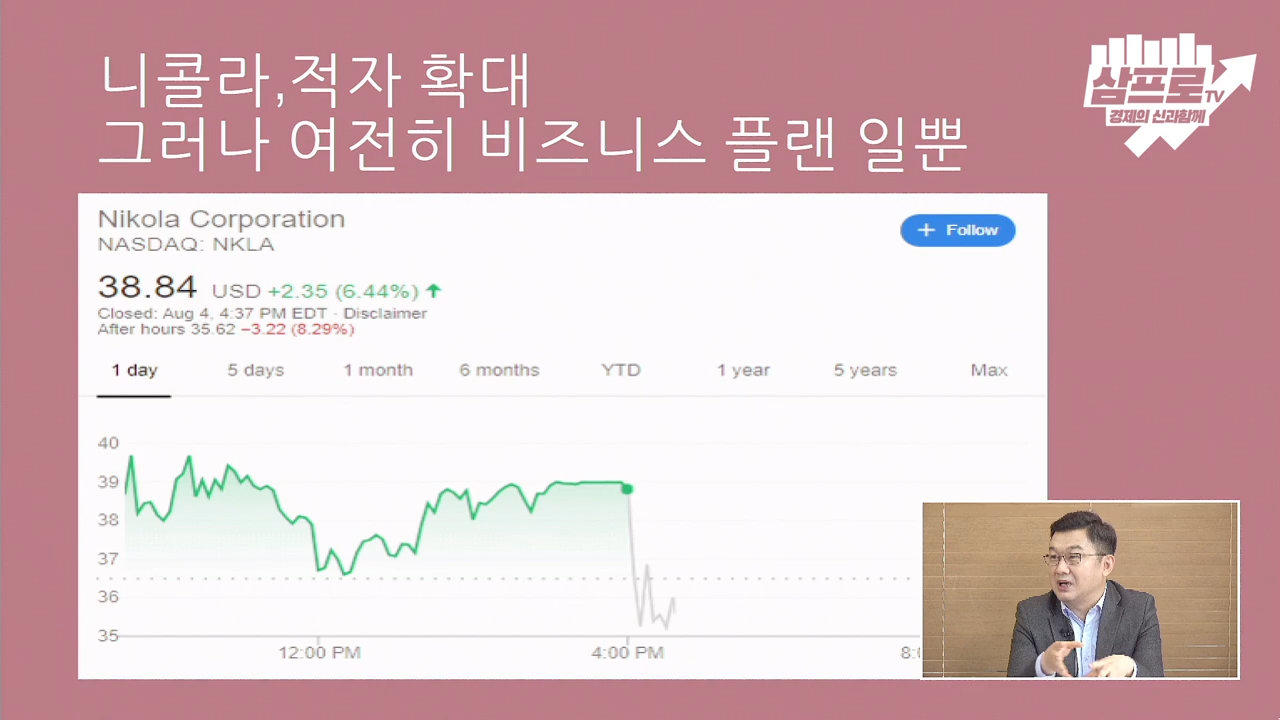 니콜라,적자 확대
그러나 여전히 비즈니스 플랜 일뿐
삼프로TV
경제의 신과함께
Nikola Corporation
NASDAQ: NKLA
+ Follow
38.84 USD +2.35 (6.44%) ↑
Closed: Aug 4, 4:37 PM EDT · Disclaimer
After hours 35.62 −3.22 (8.29%)
1 day 5 days 1 month 6 months YTD 1 year 5 years Max
40
39
38
37
36
35
12:00 PM 4:00 PM 8: